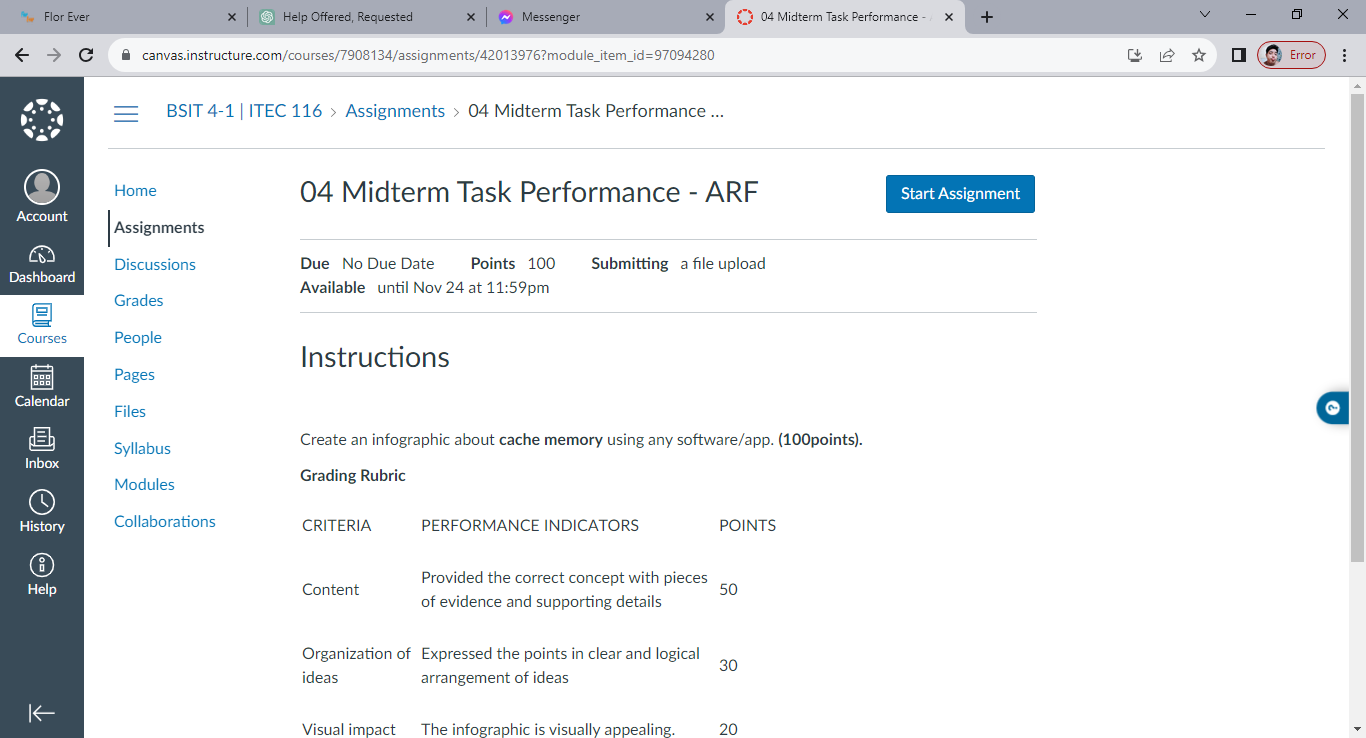 Flor Ever
Help Offered, Requested
Messenger
04 Midterm Task Performance -
canvas.instructure.com/courses/7908134/assignments/42013976?module_item_id=97094280
Error
BSIT 4-1 | ITEC 116 › Assignments › 04 Midterm Task Performance ...
Account
Dashboard
Courses
Calendar
Inbox
History
Help
Home
Assignments
Discussions
Grades
People
Pages
Files
Syllabus
Modules
Collaborations
04 Midterm Task Performance - ARF
Start Assignment
Due No Due Date Points 100 Submitting a file upload
Available until Nov 24 at 11:59pm
Instructions
Create an infographic about cache memory using any software/app. (100points).
Grading Rubric
CRITERIA PERFORMANCE INDICATORS POINTS
Content
Provided the correct concept with pieces
of evidence and supporting details
50
Organization of
ideas
Expressed the points in clear and logical
arrangement of ideas
30
Visual impact The infographic is visually appealing. 20